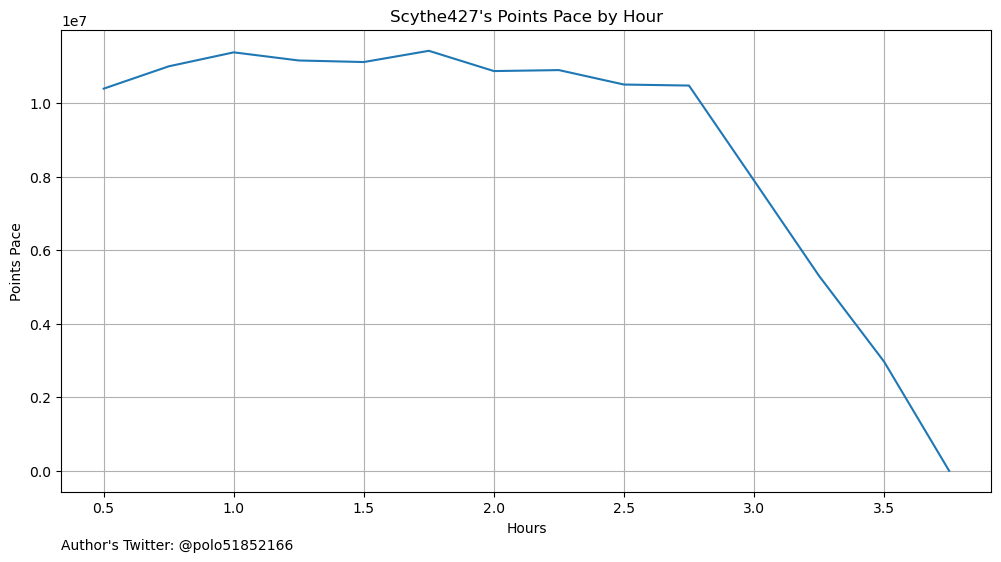 Scythe427's Points Pace by Hour
1e7
1.0
0.8
0.6
0.4
0.2
0.0
Points Pace
0.5 1.0 1.5 2.0 2.5 3.0 3.5
Hours
Author's Twitter: @polo51852166